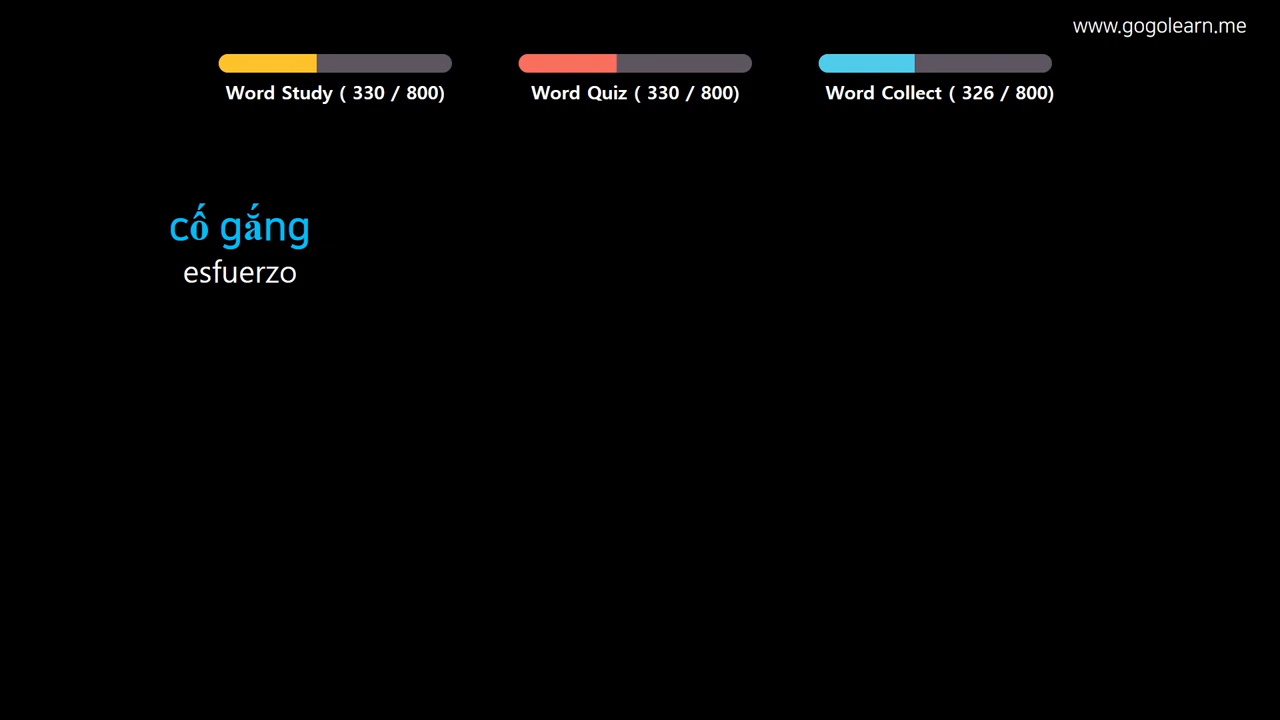 www.gogolearn.me
Word Study ( 330 / 800)
Word Quiz ( 330 / 800)
Word Collect ( 326 / 800)
cố gắng
esfuerzo